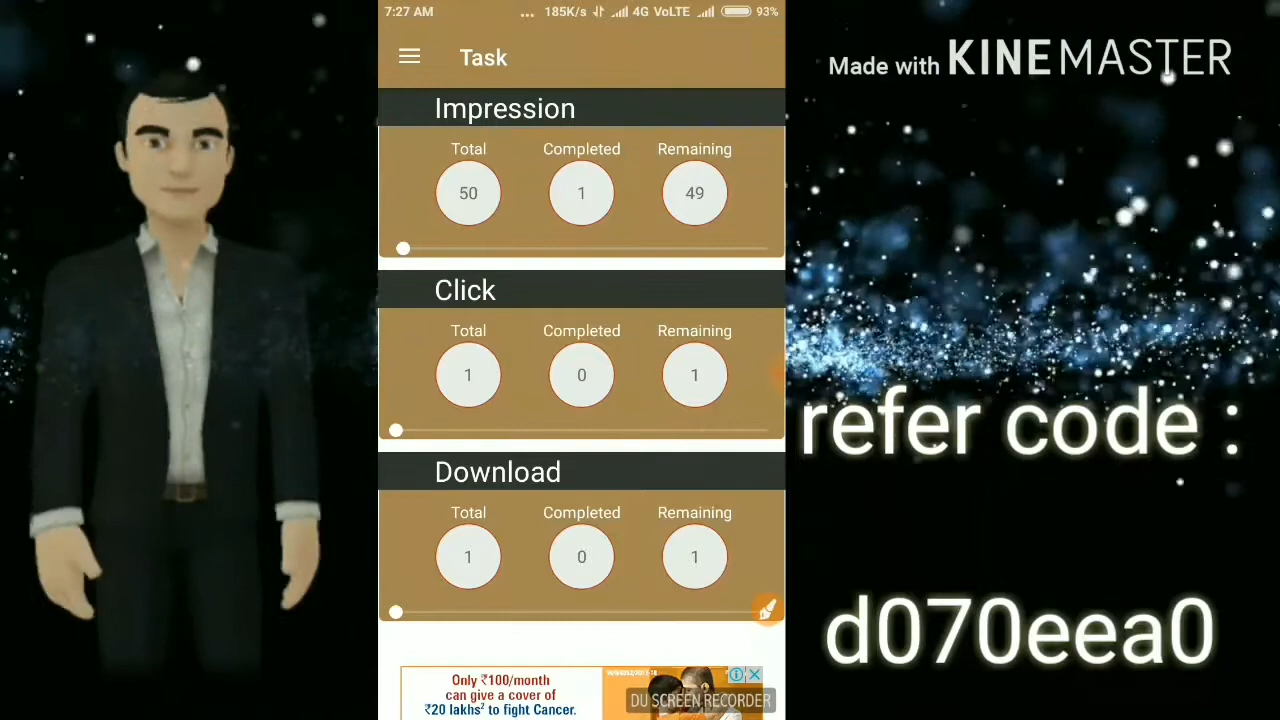 7:27 AM ... 185K/s 4G VoLTE 93%
Made with KINEMASTER
Task
Impression
Total Completed Remaining
50 1 49
Click
Total Completed Remaining
1 0 1
Download
Total Completed Remaining
1 0 1
refer code :
d070eea0
Only ₹100/month
can give a cover of
₹20 lakhs² to fight Cancer.
DU SCREEN RECORDER